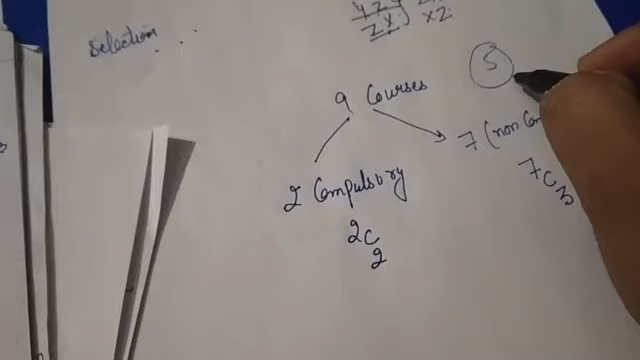 Selection...
9 Courses
5
2 Compulsory
7 (non
2C2
7C3